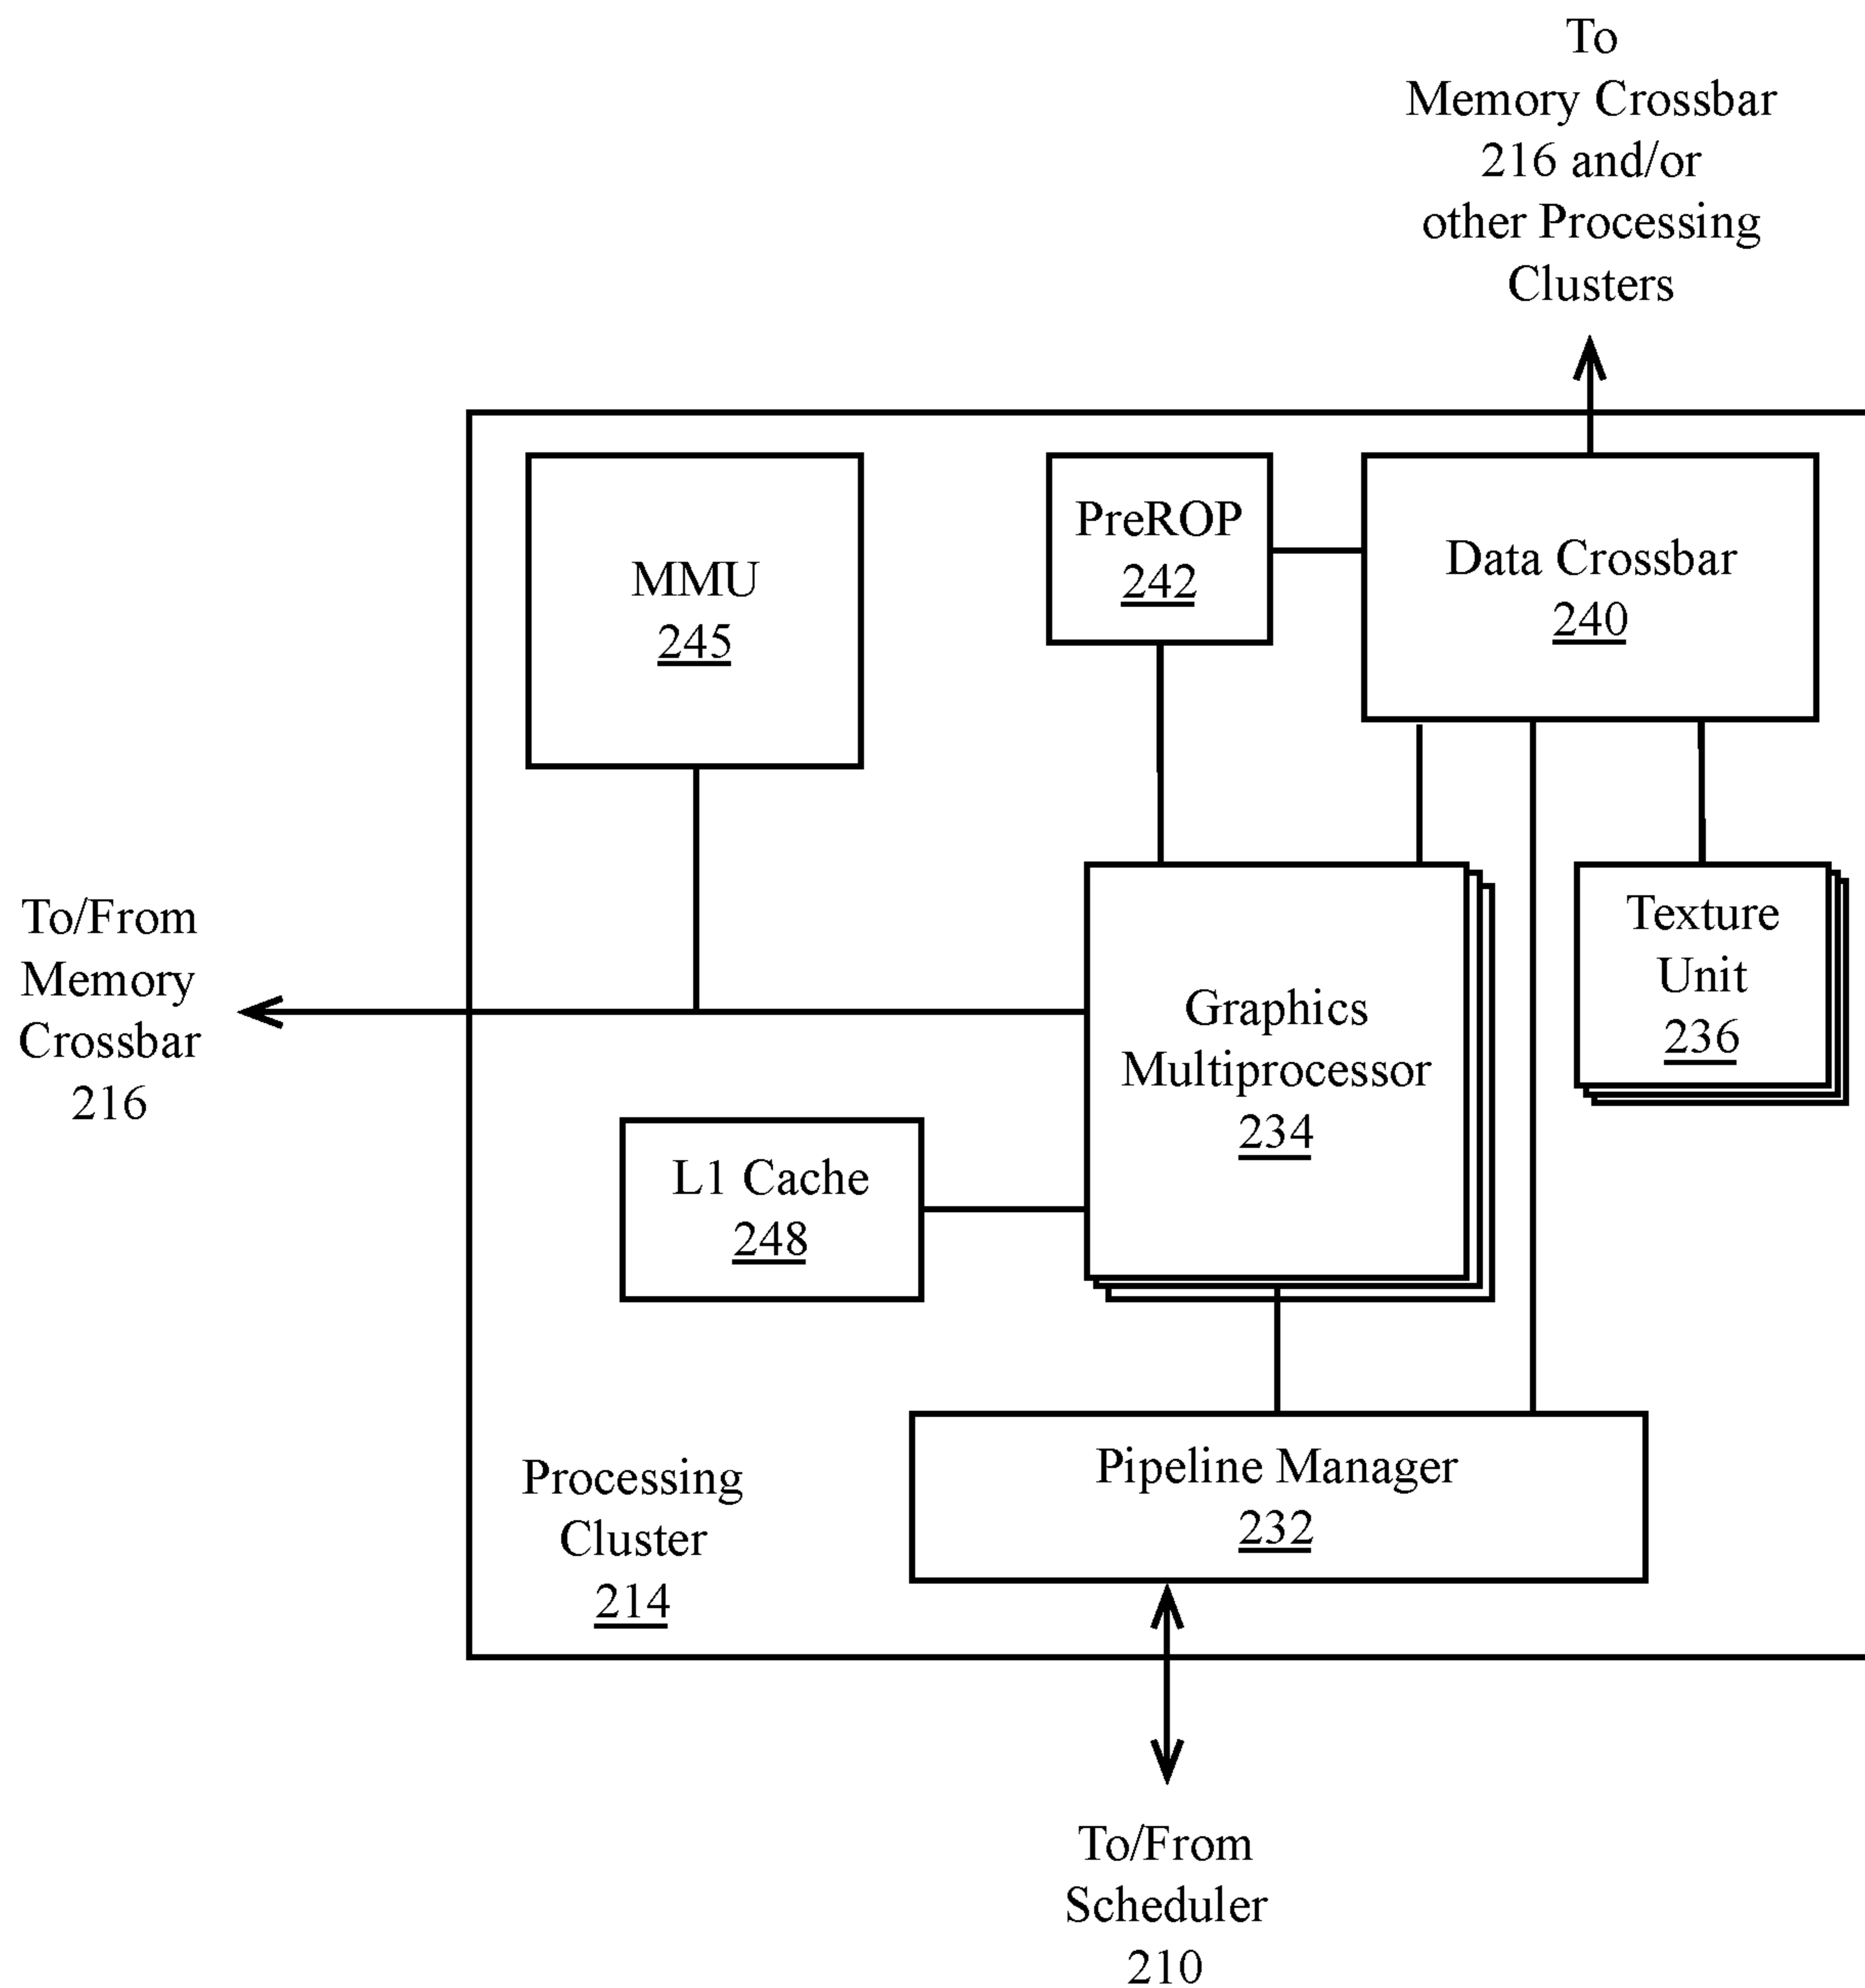 To
Memory Crossbar
216 and/or
other Processing
Clusters
MMU
245
PreROP
242
Data Crossbar
240
To/From
Memory
Crossbar
216
Graphics
Multiprocessor
234
Texture
Unit
236
L1 Cache
248
Processing
Cluster
214
Pipeline Manager
232
To/From
Scheduler
210